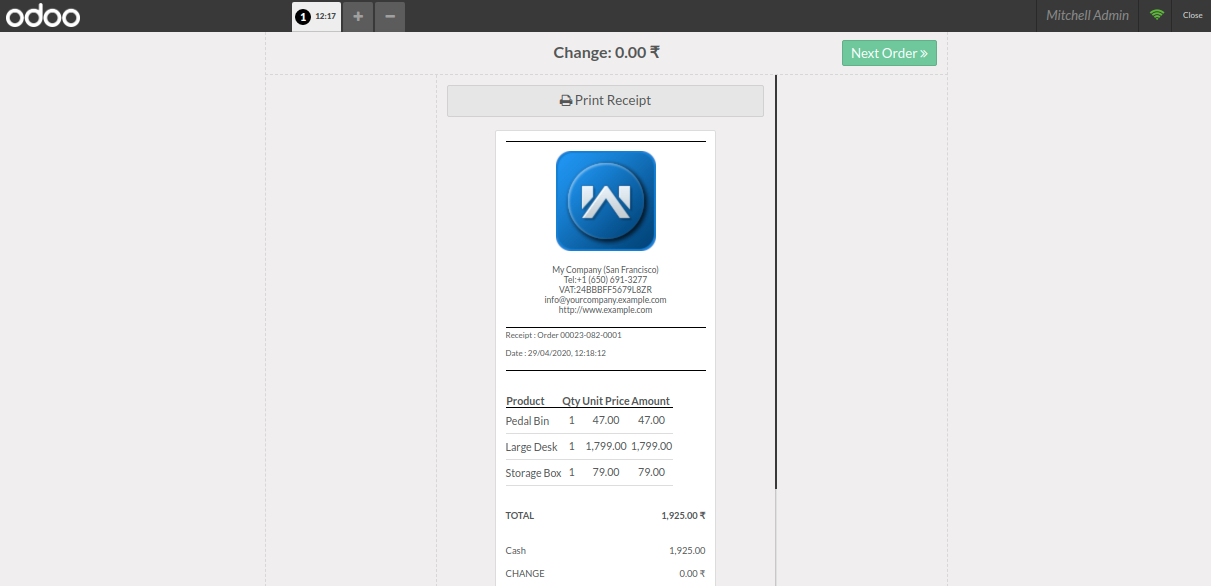 odoo 1 12:17 Mitchell Admin Close
Change: 0.00 ₹ Next Order »
Print Receipt
My Company (San Francisco)
Tel:+1 (650) 691-3277
VAT:24BBBFF5679L8ZR
info@yourcompany.example.com
http://www.example.com
Receipt : Order 00023-082-0001
Date : 29/04/2020, 12:18:12
Product Qty Unit Price Amount
Pedal Bin 1 47.00 47.00
Large Desk 1 1,799.00 1,799.00
Storage Box 1 79.00 79.00
TOTAL 1,925.00 ₹
Cash 1,925.00
CHANGE 0.00 ₹